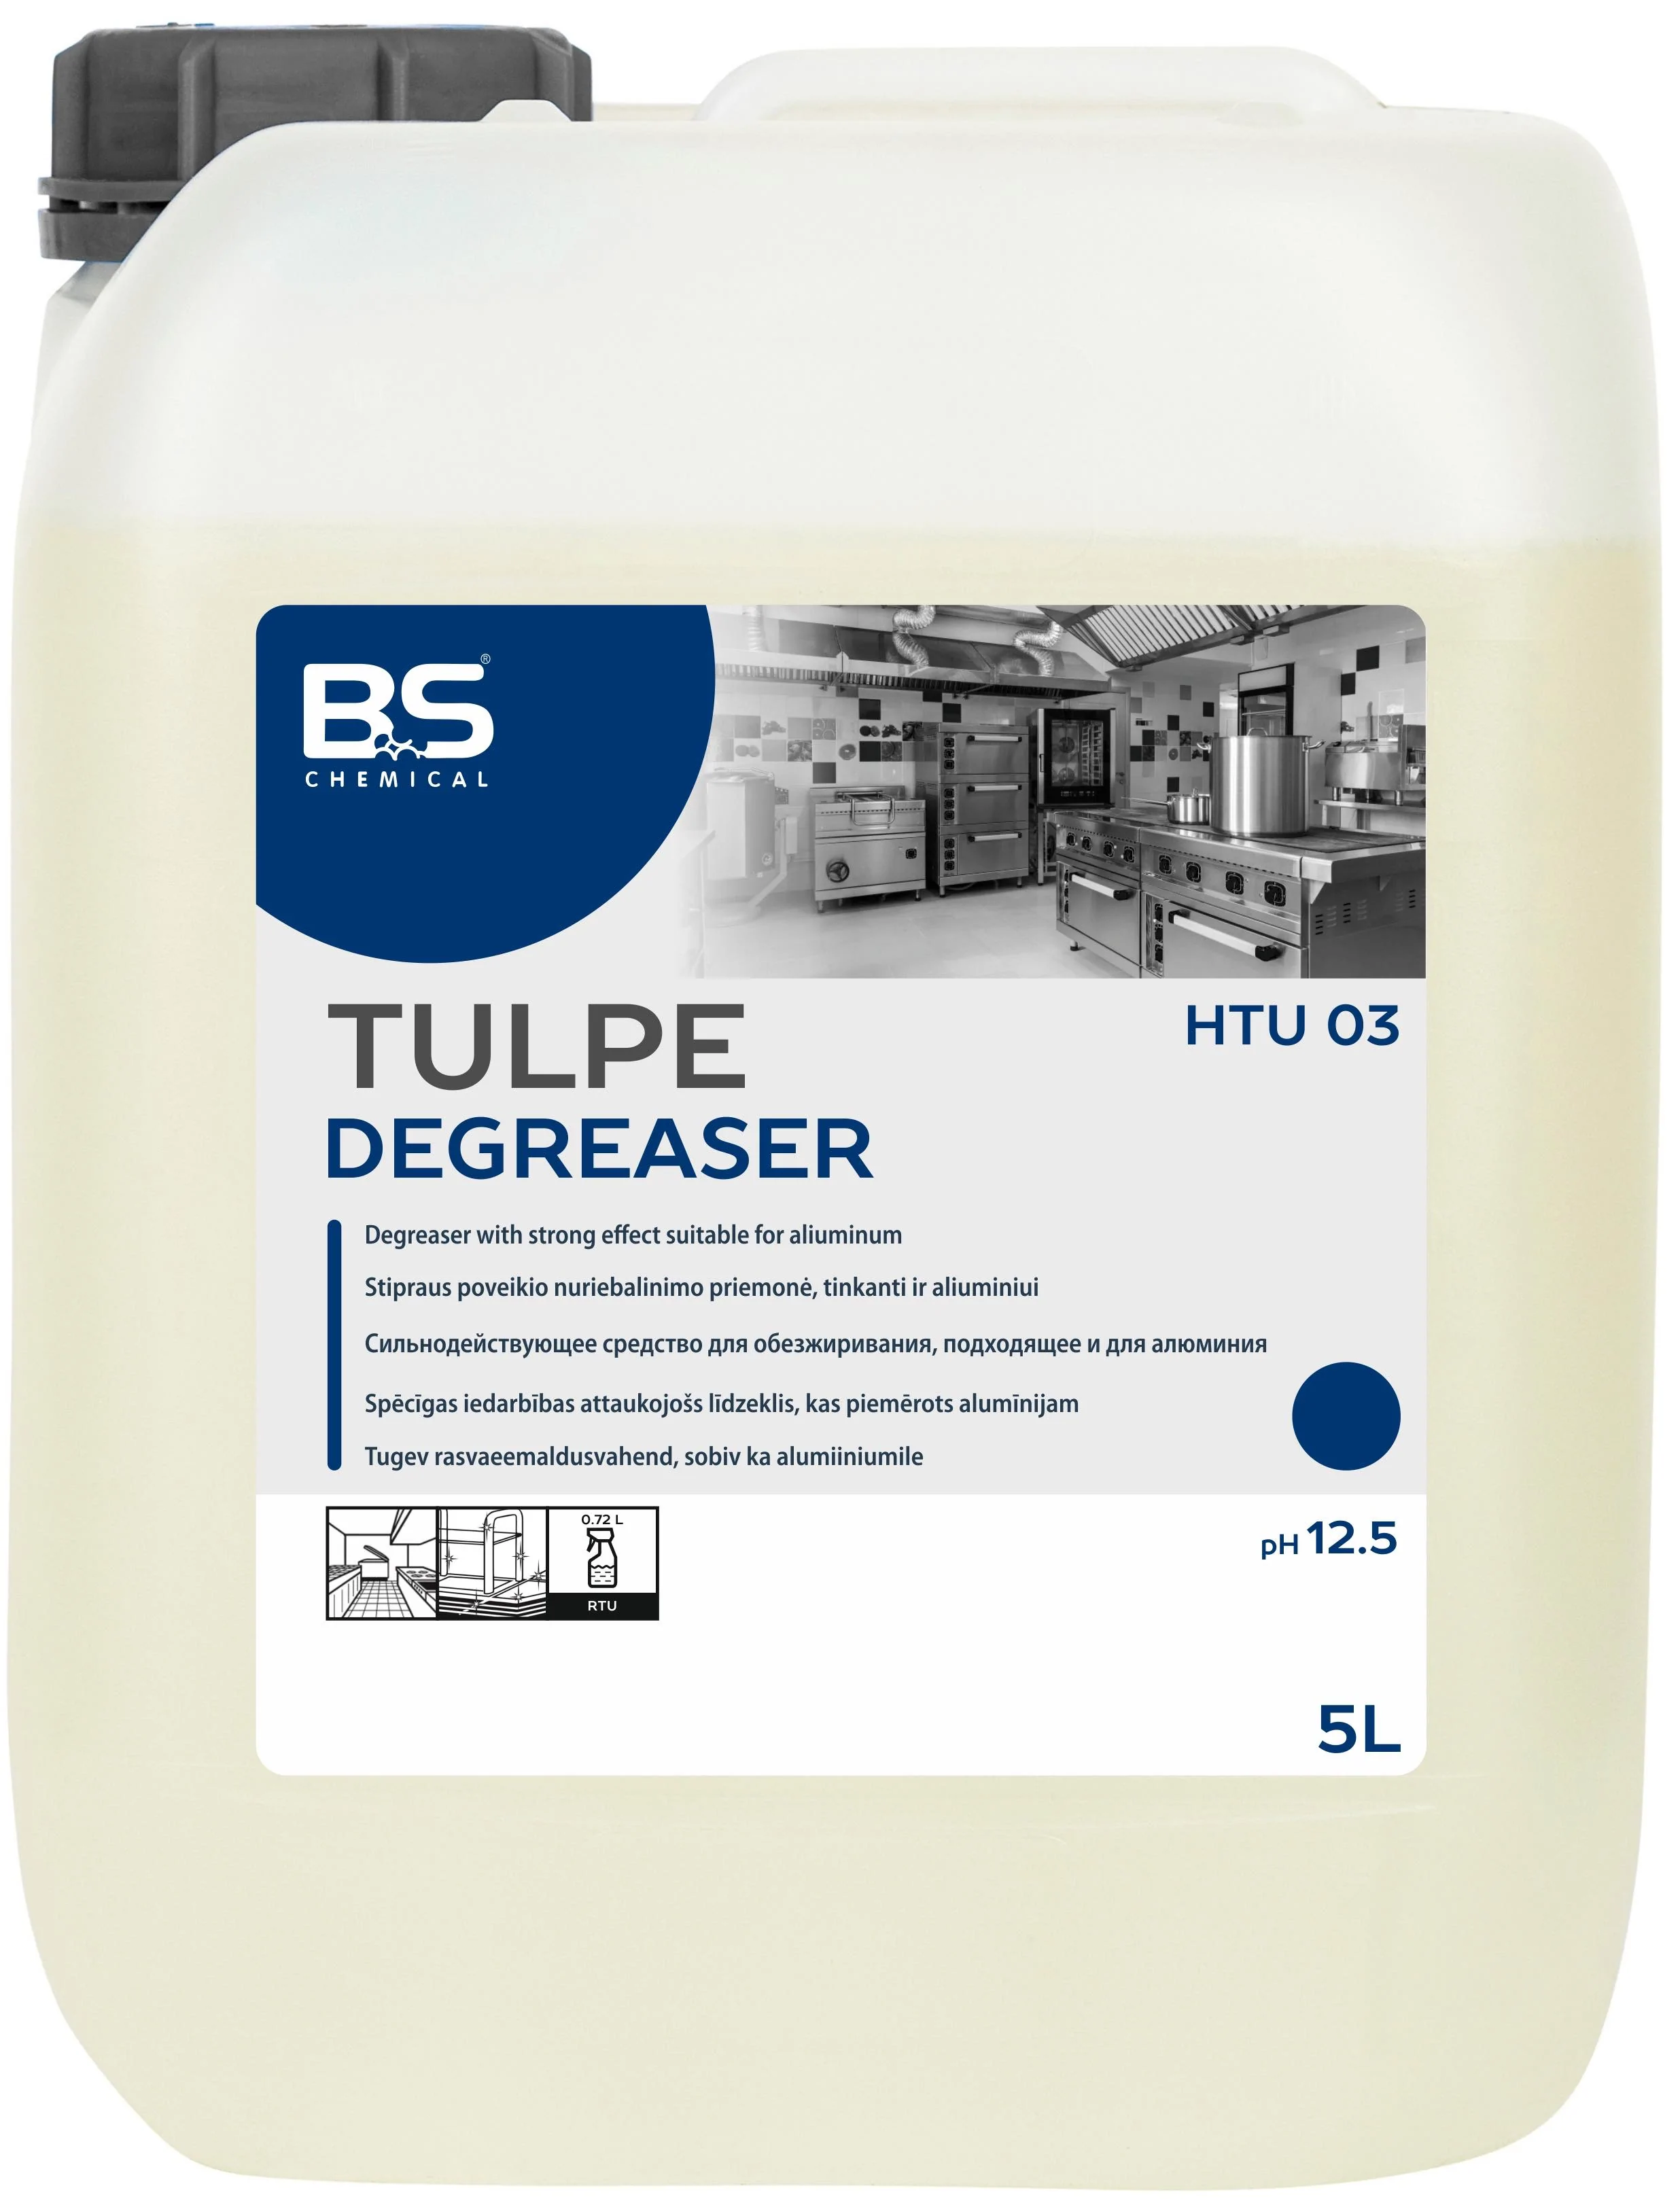 BS®
CHEMICAL
TULPE
HTU 03
DEGREASER
Degreaser with strong effect suitable for aliuminum
Stipraus poveikio nuriebalinimo priemonė, tinkanti ir aliuminiui
Сильнодействующее средство для обезжиривания, подходящее и для алюминия
Spēcīgas iedarbības attaukojošs līdzeklis, kas piemērots alumīnijam
Tugev rasvaeemaldusvahend, sobiv ka alumiiniumile
0.72 L
RTU
pH 12.5
5L